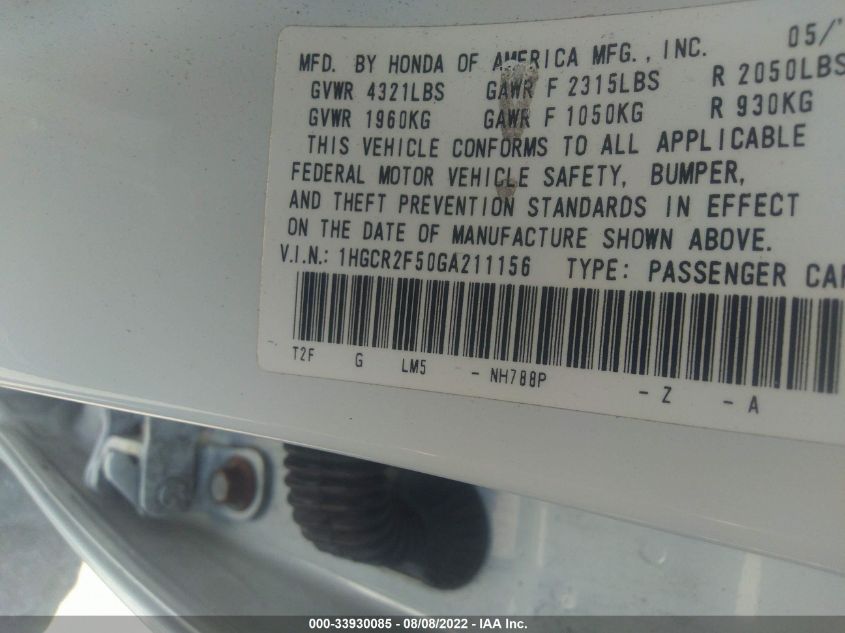 MFD. BY HONDA OF AMERICA MFG., INC. 05/
GVWR 4321LBS GAWR F 2315LBS R 2050LBS
GVWR 1960KG GAWR F 1050KG R 930KG
THIS VEHICLE CONFORMS TO ALL APPLICABLE
FEDERAL MOTOR VEHICLE SAFETY, BUMPER,
AND THEFT PREVENTION STANDARDS IN EFFECT
ON THE DATE OF MANUFACTURE SHOWN ABOVE.
V.I.N.: 1HGCR2F50GA211156 TYPE: PASSENGER CAR
T2F G LM5 - NH788P - Z - A
000-33930085 - 08/08/2022 - IAA Inc.